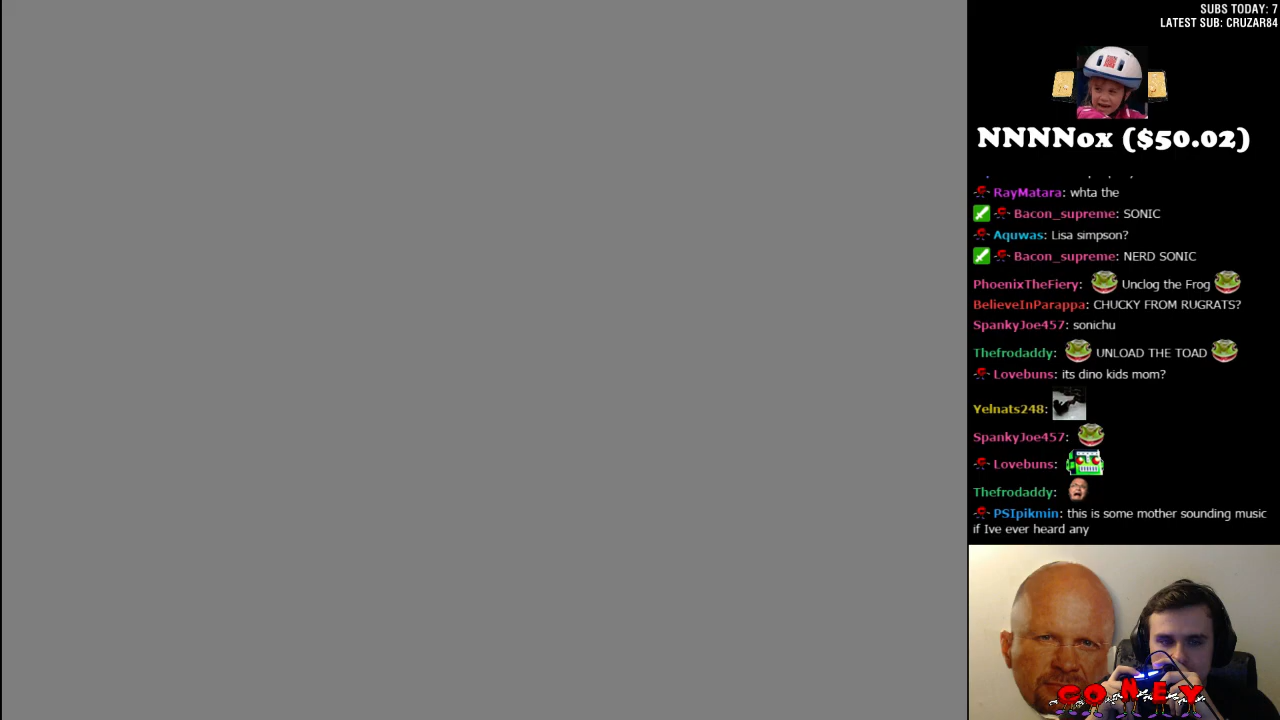 SUBS TODAY: 7
LATEST SUB: CRUZAR84
NNNNox ($50.02)
RayMatara: whta the
Bacon_supreme: SONIC
Aquwas: Lisa simpson?
Bacon_supreme: NERD SONIC
PhoenixTheFiery: Unclog the Frog
BelieveInParappa: CHUCKY FROM RUGRATS?
SpankyJoe457: sonichu
Thefrodaddy: UNLOAD THE TOAD
Lovebuns: its dino kids mom?
Yelnats248:
SpankyJoe457:
Lovebuns:
Thefrodaddy:
PSIpikmin: this is some mother sounding music
if Ive ever heard any
CONEY